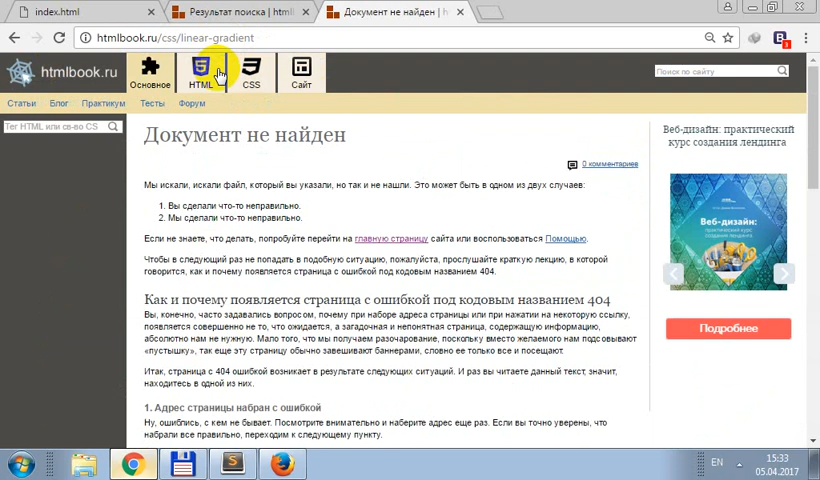 index.html
Результат поиска | htmlb
Документ не найден | h
htmlbook.ru/css/linear-gradient
3
htmlbook.ru
Основное
HTML
CSS
Сайт
Поиск по сайту
Статьи
Блог
Практикум
Тесты
Форум
Тег HTML или св-во CS
Документ не найден
0 комментариев
Мы искали, искали файл, который вы указали, но так и не нашли. Это может быть в одном из двух случаев:
1. Вы сделали что-то неправильно.
2. Мы сделали что-то неправильно.
Если не знаете, что делать, попробуйте перейти на главную страницу сайта или воспользоваться Помощью.
Чтобы в следующий раз не попадать в подобную ситуацию, пожалуйста, прослушайте краткую лекцию, в которой
говорится, как и почему появляется страница с ошибкой под кодовым названием 404.
Как и почему появляется страница с ошибкой под кодовым названием 404
Вы, конечно, часто задавались вопросом, почему при наборе адреса страницы или при нажатии на некоторую ссылку,
появляется совершенно не то, что ожидается, а загадочная и непонятная страница, содержащую информацию,
абсолютно нам не нужную. Мало того, что мы получаем разочарование, поскольку вместо желаемого нам подсовывают
«пустышку», так еще эту страницу обычно завешивают баннерами, словно ее только все и посещают.
Итак, страница с 404 ошибкой возникает в результате следующих ситуаций. И раз вы читаете данный текст, значит,
находитесь в одной из них.
1. Адрес страницы набран с ошибкой
Ну, ошиблись, с кем не бывает. Посмотрите внимательно и наберите адрес еще раз. Если вы точно уверены, что
набрали все правильно, переходим к следующему пункту.
Веб-дизайн: практический
курс создания лендинга
Веб-дизайн:
практический курс
создания лендинга
Подробнее
EN
15:33
05.04.2017